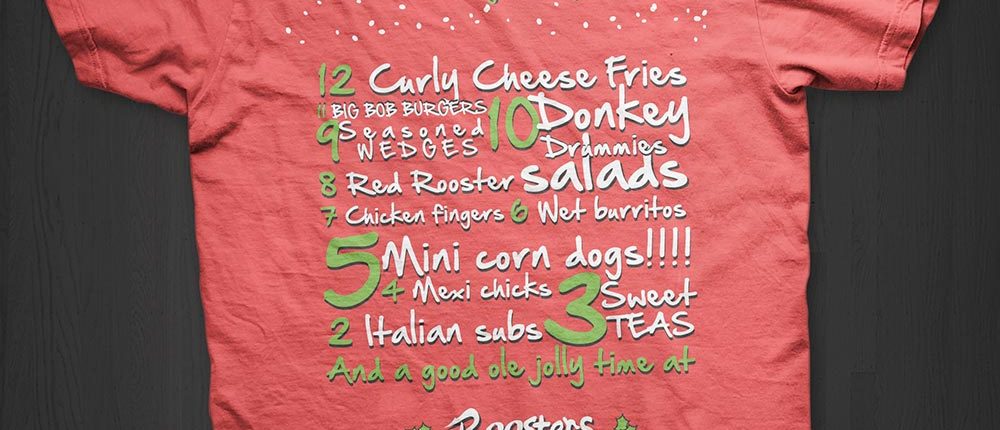 12 Curly Cheese Fries
11 BIG BOB BURGERS
10 Donkey Drummies
9 Seasoned WEDGES
8 Red Rooster salads
7 Chicken fingers 6 Wet burritos
5 Mini corn dogs!!!!
4 Mexi chicks 3 Sweet TEAS
2 Italian subs
And a good ole jolly time at
Roosters